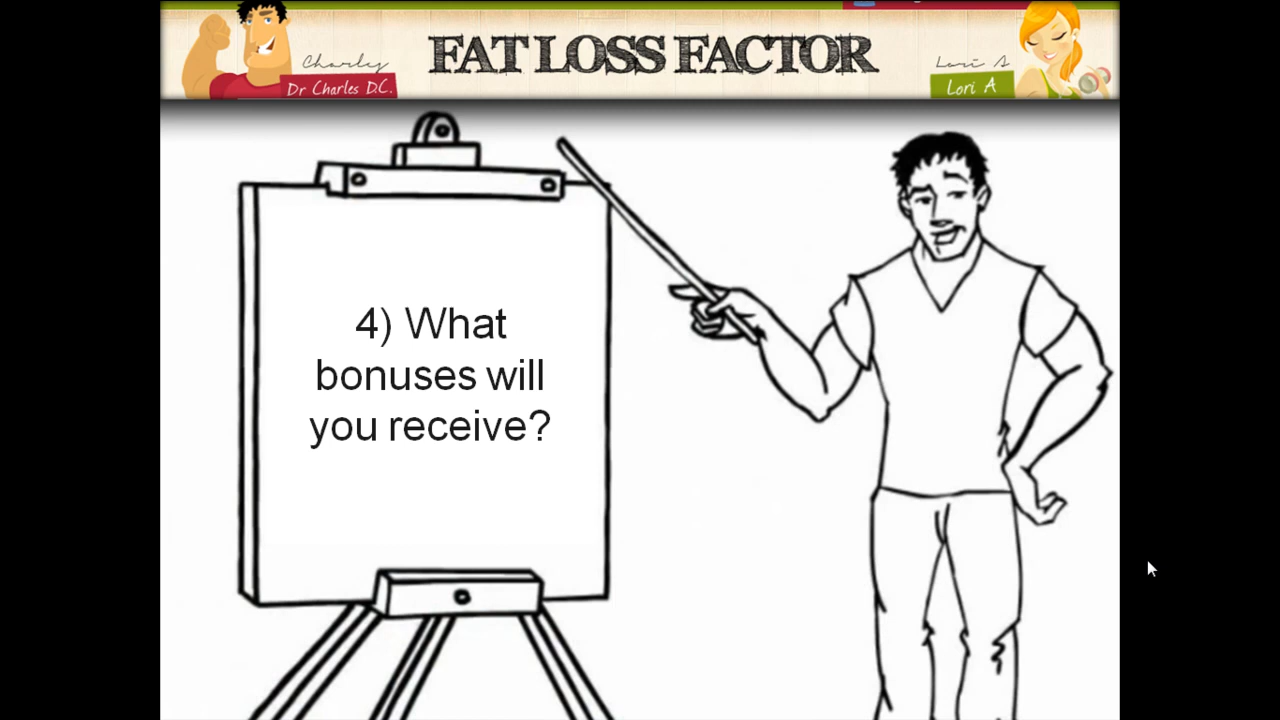 Charley
Dr Charles D.C.
FAT LOSS FACTOR
Lori A
Lori A
4) What
bonuses will
you receive?